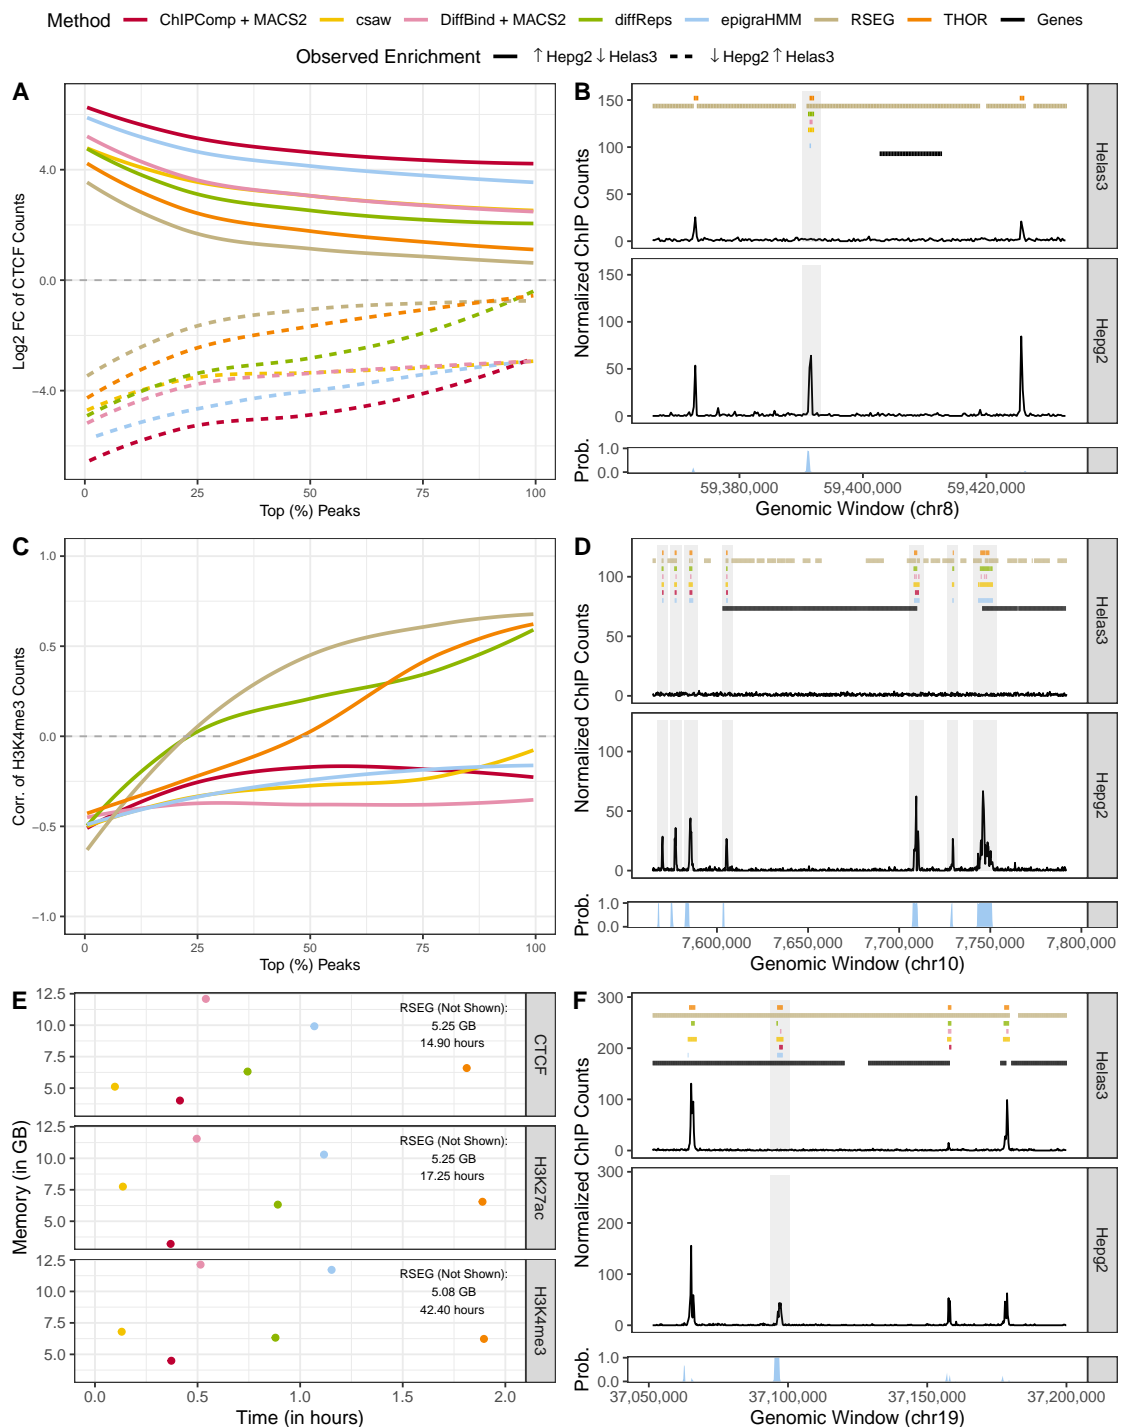 Method ChIPComp + MACS2 csaw DiffBind + MACS2 diffReps epigraHMM RSEG THOR Genes
Observed Enrichment ↑Hepg2↓Helas3 ↓Hepg2↑Helas3
A
Log2 FC of CTCF Counts
4.0
0.0
−4.0
0 25 50 75 100
Top (%) Peaks
B
Normalized ChIP Counts
150
100
50
0
Helas3
150
100
50
0
Hepg2
Prob.
1.0
0.0
59,380,000 59,400,000 59,420,000
Genomic Window (chr8)
C
Corr. of H3K4me3 Counts
1.0
0.5
0.0
−0.5
−1.0
0 25 50 75 100
Top (%) Peaks
D
Normalized ChIP Counts
100
50
0
Helas3
100
50
0
Hepg2
Prob.
1.0
0.0
7,600,000 7,650,000 7,700,000 7,750,000 7,800,000
Genomic Window (chr10)
E
Memory (in GB)
12.5
10.0
7.5
5.0
RSEG (Not Shown):
5.25 GB
14.90 hours
CTCF
12.5
10.0
7.5
5.0
RSEG (Not Shown):
5.25 GB
17.25 hours
H3K27ac
12.5
10.0
7.5
5.0
RSEG (Not Shown):
5.08 GB
42.40 hours
H3K4me3
0.0 0.5 1.0 1.5 2.0
Time (in hours)
F
Normalized ChIP Counts
300
200
100
0
Helas3
300
200
100
0
Hepg2
Prob.
1.0
0.0
37,050,000 37,100,000 37,150,000 37,200,000
Genomic Window (chr19)